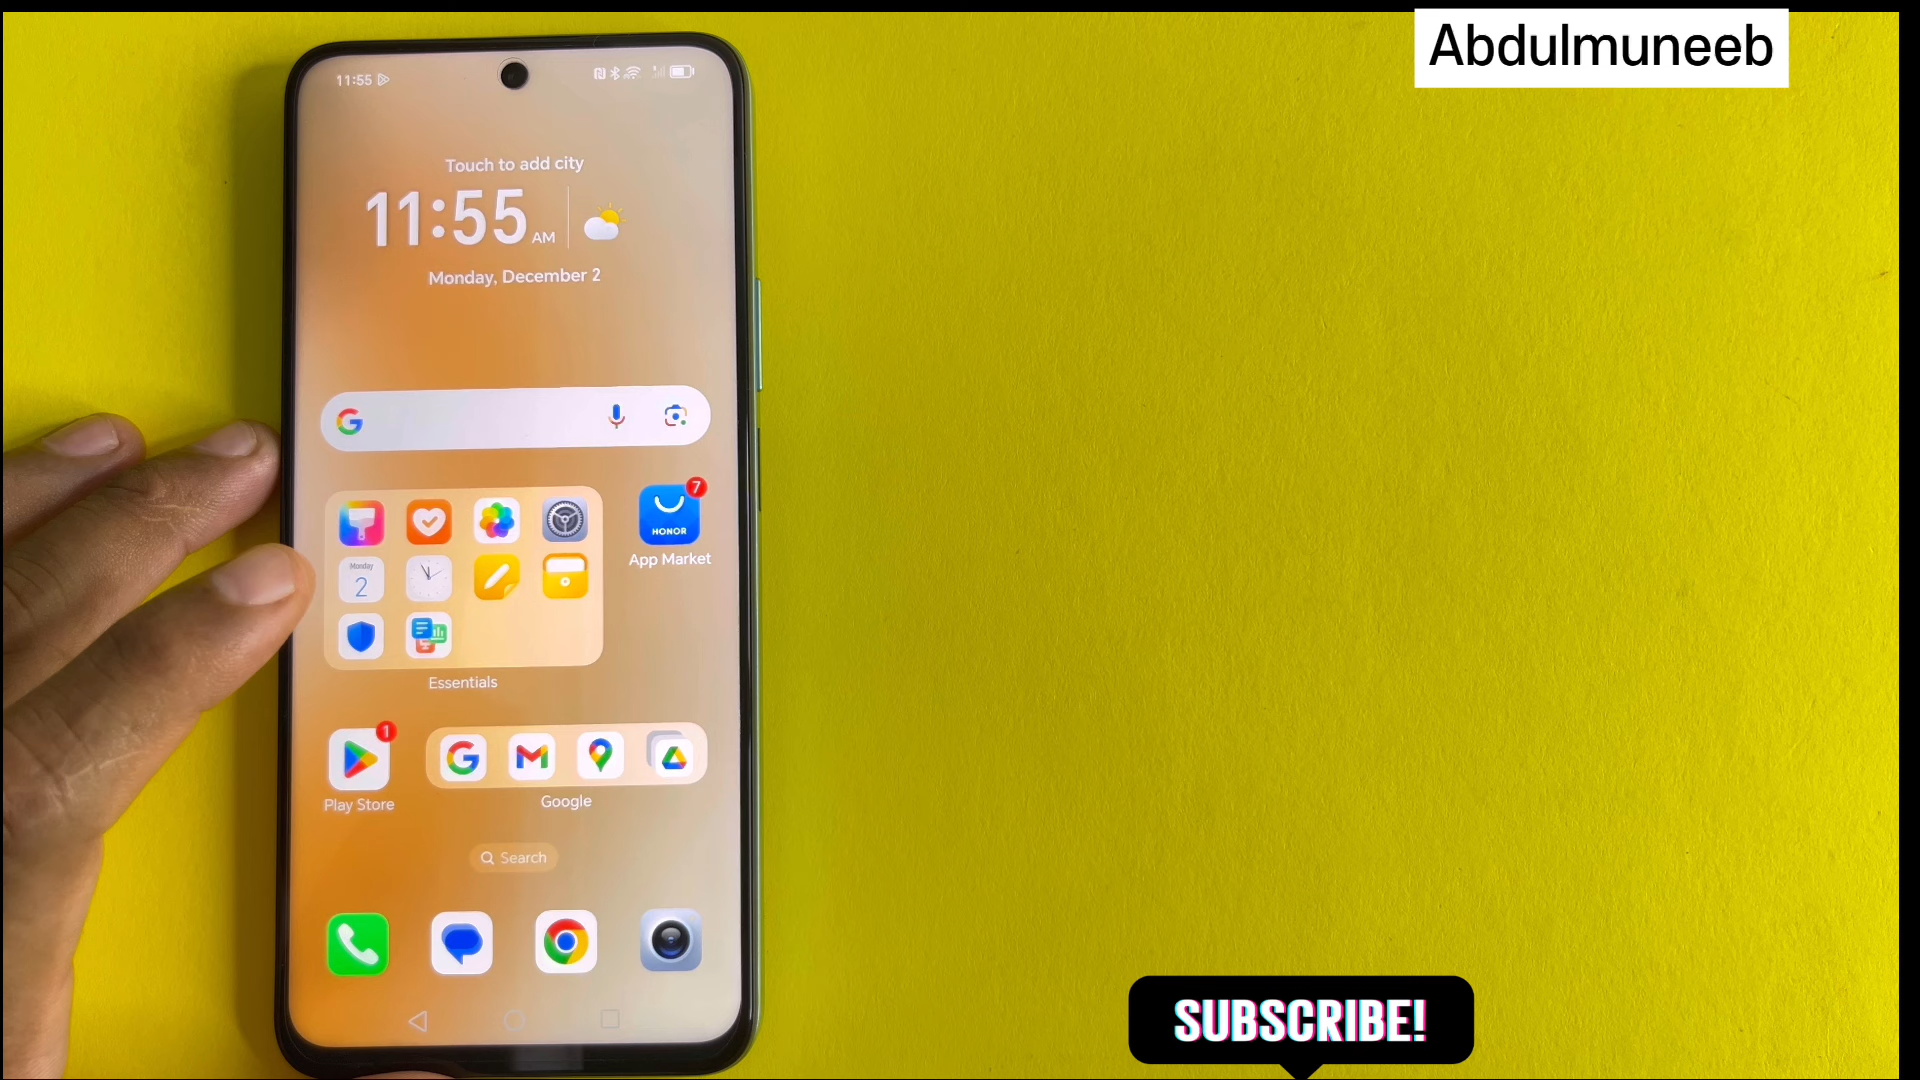 Abdulmuneeb
11:55
Touch to add city
11:55 AM
Monday, December 2
Monday
2
7
HONOR
App Market
Essentials
1
Play Store
Google
Search
SUBSCRIBE!